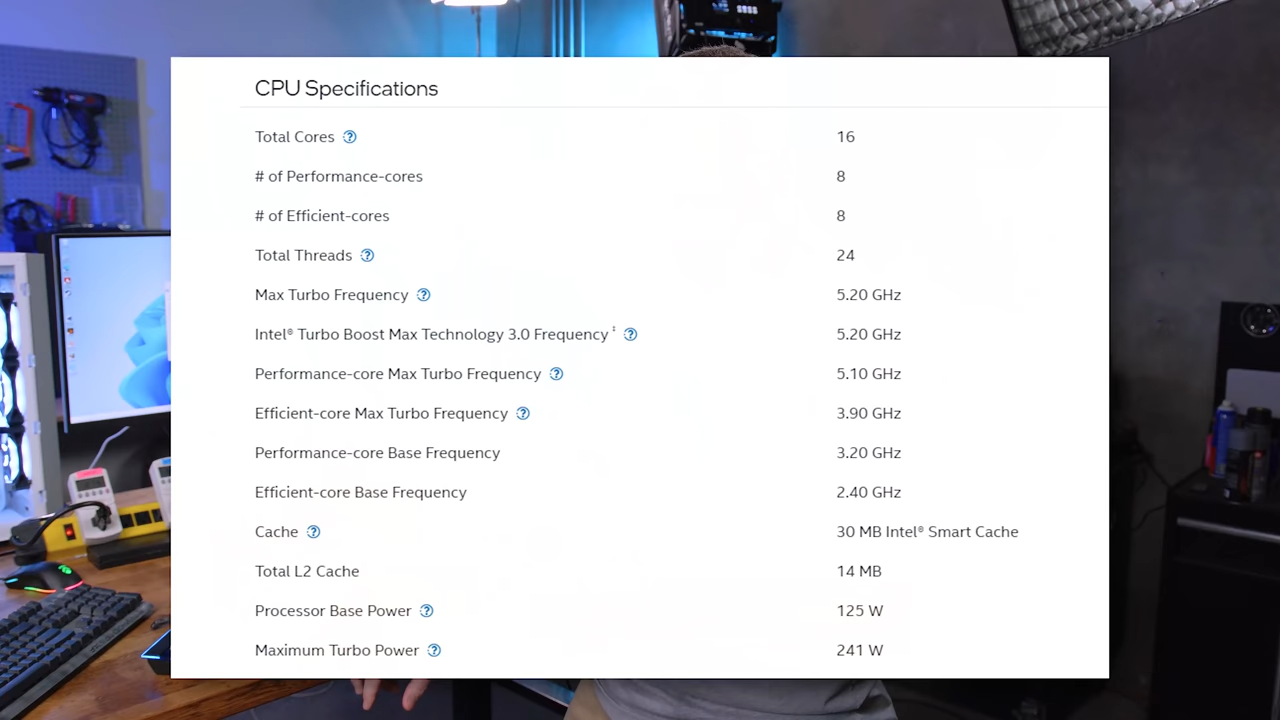 CPU Specifications
Total Cores ? 16
# of Performance-cores 8
# of Efficient-cores 8
Total Threads ? 24
Max Turbo Frequency ? 5.20 GHz
Intel® Turbo Boost Max Technology 3.0 Frequency ‡ ? 5.20 GHz
Performance-core Max Turbo Frequency ? 5.10 GHz
Efficient-core Max Turbo Frequency ? 3.90 GHz
Performance-core Base Frequency 3.20 GHz
Efficient-core Base Frequency 2.40 GHz
Cache ? 30 MB Intel® Smart Cache
Total L2 Cache 14 MB
Processor Base Power ? 125 W
Maximum Turbo Power ? 241 W